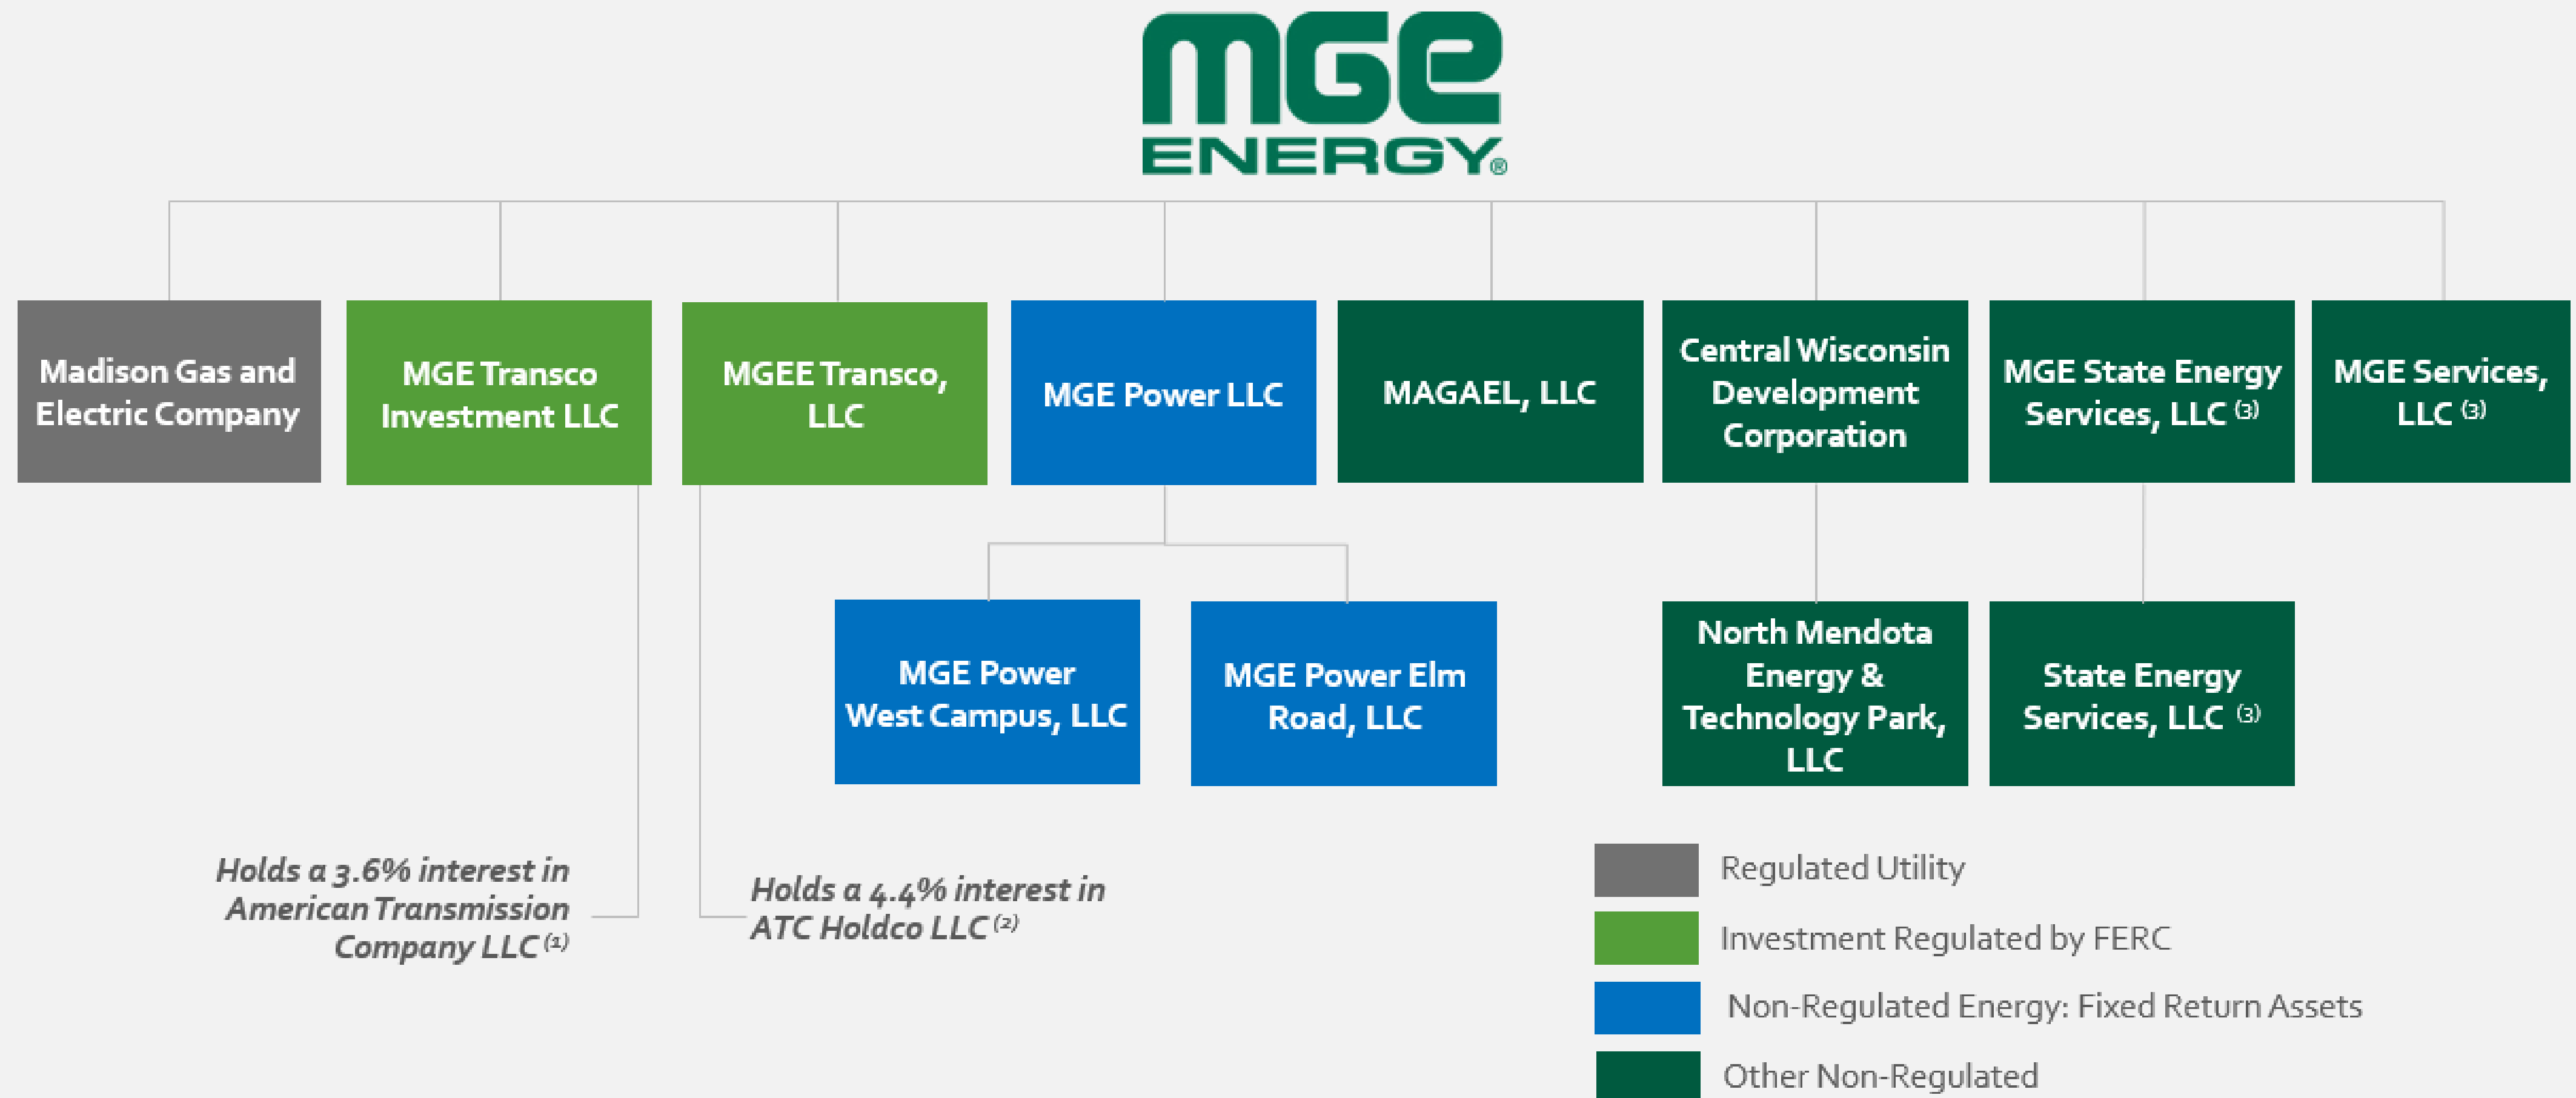 mGe
ENERGY®
Madison Gas and
Electric Company
MGE Transco
Investment LLC
MGEE Transco,
LLC
MGE Power LLC
MAGAEL, LLC
Central Wisconsin
Development
Corporation
MGE State Energy
Services, LLC (3)
MGE Services,
LLC (3)
MGE Power
West Campus, LLC
MGE Power Elm
Road, LLC
North Mendota
Energy &
Technology Park,
LLC
State Energy
Services, LLC (3)
Holds a 3.6% interest in
American Transmission
Company LLC (1)
Holds a 4.4% interest in
ATC Holdco LLC (2)
Regulated Utility
Investment Regulated by FERC
Non-Regulated Energy: Fixed Return Assets
Other Non-Regulated